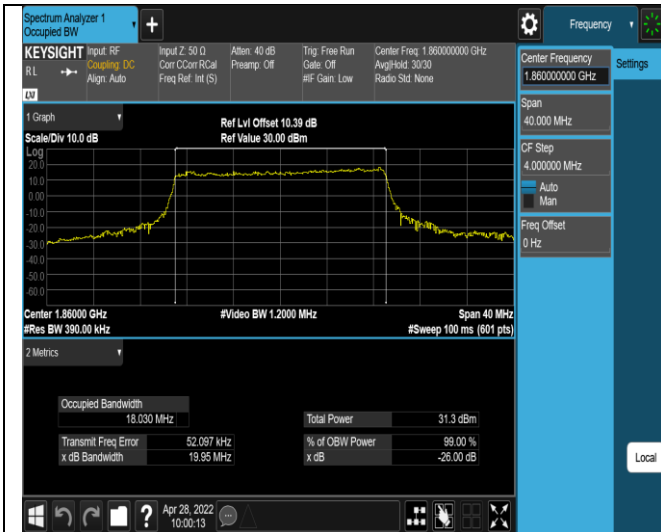 Spectrum Analyzer 1
Occupied BW
+
Frequency
KEYSIGHT
RL
LXI
Input: RF
Coupling: DC
Align: Auto
Input Z: 50 Ω
Corr CCorr RCal
Freq Ref: Int (S)
Atten: 40 dB
Preamp: Off
Trig: Free Run
Gate: Off
#IF Gain: Low
Center Freq: 1.860000000 GHz
Avg|Hold: 30/30
Radio Std: None
Center Frequency
1.860000000 GHz
Settings
Span
40.000 MHz
CF Step
4.000000 MHz
Auto
Man
Freq Offset
0 Hz
Local
1 Graph
Scale/Div 10.0 dB
Ref Lvl Offset 10.39 dB
Ref Value 30.00 dBm
Log
20.0
10.0
0.00
-10.0
-20.0
-30.0
-40.0
-50.0
-60.0
Center 1.86000 GHz
#Res BW 390.00 kHz
#Video BW 1.2000 MHz
Span 40 MHz
#Sweep 100 ms (601 pts)
2 Metrics
Occupied Bandwidth
18.030 MHz
Total Power 31.3 dBm
Transmit Freq Error 52.097 kHz
% of OBW Power 99.00 %
x dB Bandwidth 19.95 MHz
x dB -26.00 dB
?
Apr 28, 2022
10:00:13